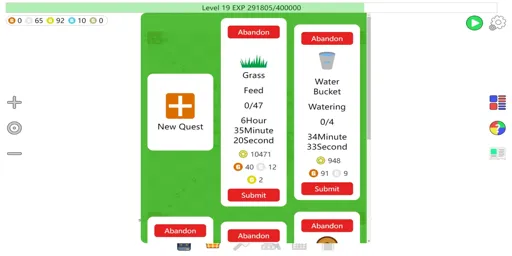 Level 19 EXP 291805/400000
0 65 92 10 0
Abandon
Grass
Feed
0/47
6Hour
35Minute
20Second
10471
40 12
2
Submit
Abandon
Water
Bucket
Watering
0/4
34Minute
33Second
948
91 9
Submit
New Quest
Abandon
Abandon
Abandon